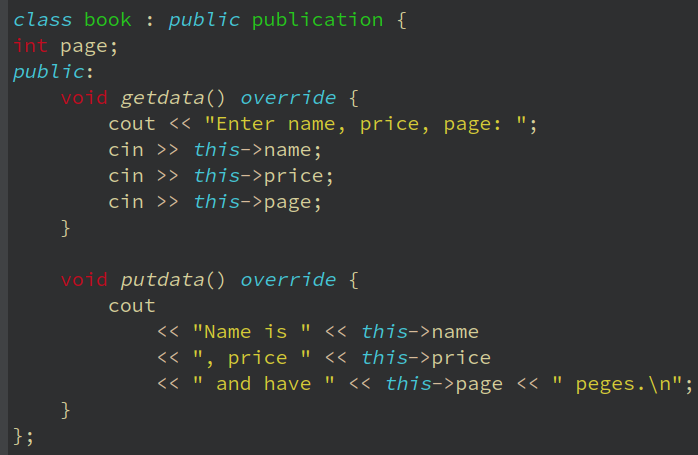 class book : public publication {
int page;
public:
    void getdata() override {
        cout << "Enter name, price, page: ";
        cin >> this->name;
        cin >> this->price;
        cin >> this->page;
    }

    void putdata() override {
        cout
            << "Name is " << this->name
            << ", price " << this->price
            << " and have " << this->page << " peges.\n";
    }
};